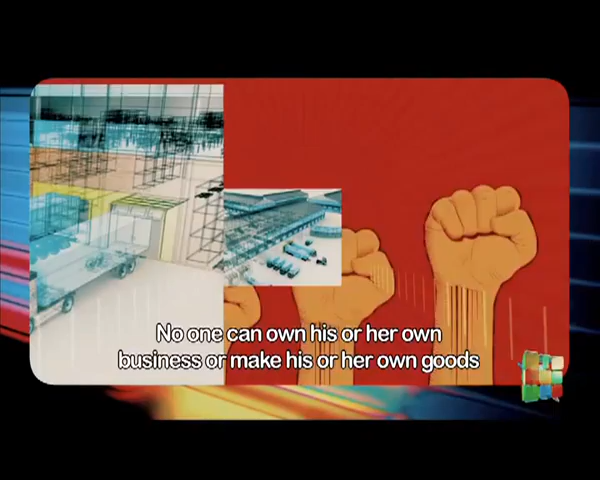 No one can own his or her own
business or make his or her own goods